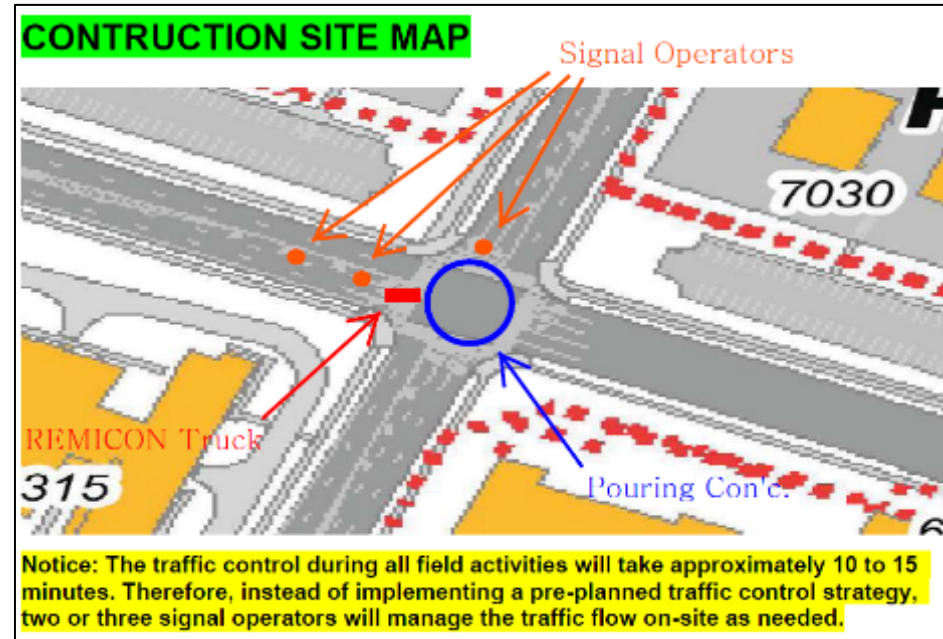 CONTRUCTION SITE MAP
Signal Operators
7030
REMICON Truck
315
Pouring Con'c.
6
Notice: The traffic control during all field activities will take approximately 10 to 15
minutes. Therefore, instead of implementing a pre-planned traffic control strategy,
two or three signal operators will manage the traffic flow on-site as needed.